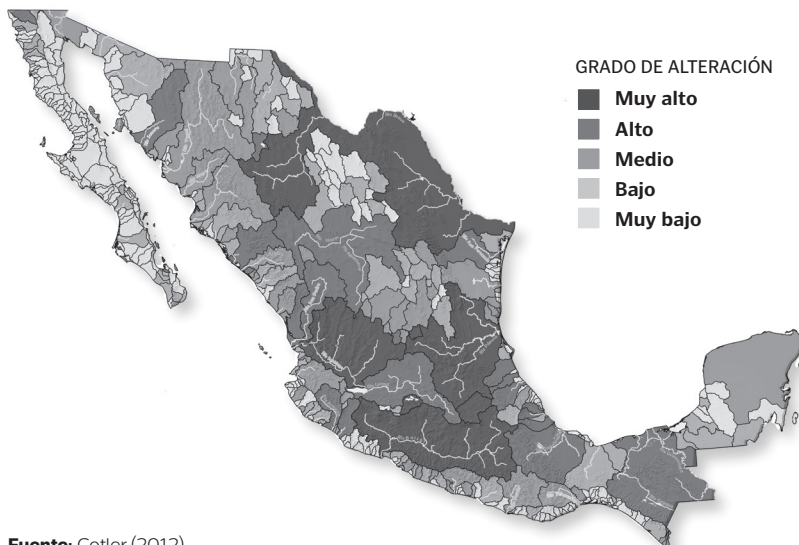 GRADO DE ALTERACIÓN
Muy alto
Alto
Medio
Bajo
Muy bajo
Fuente: Cotler (2012)